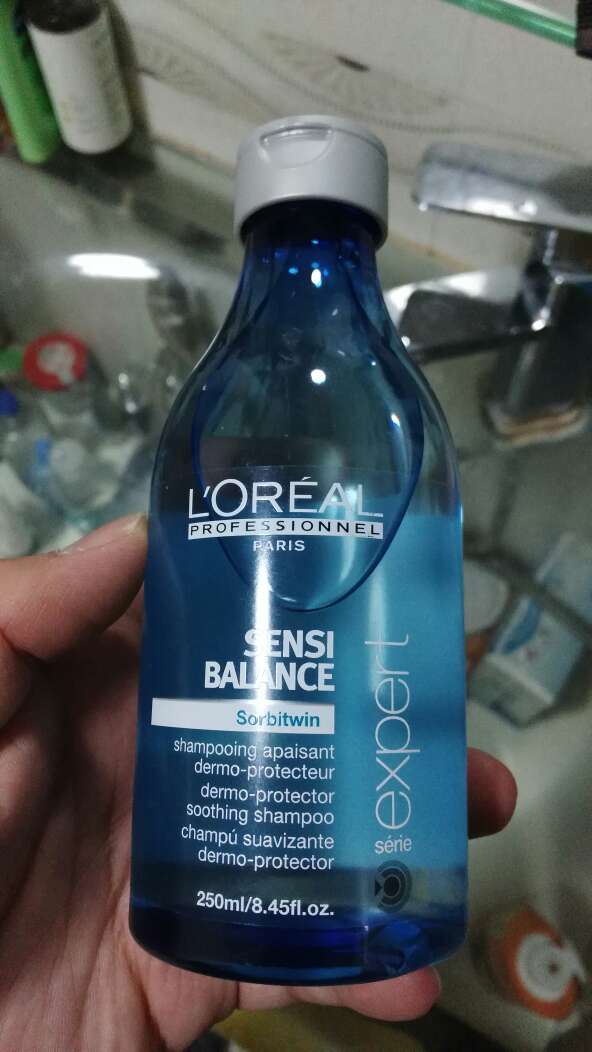 L'ORÉAL
PROFESSIONNEL
PARIS
SENSI
BALANCE
Sorbitwin
shampooing apaisant
dermo-protecteur
dermo-protector
soothing shampoo
champú suavizante
dermo-protector
250ml/8.45fl.oz.
série expert